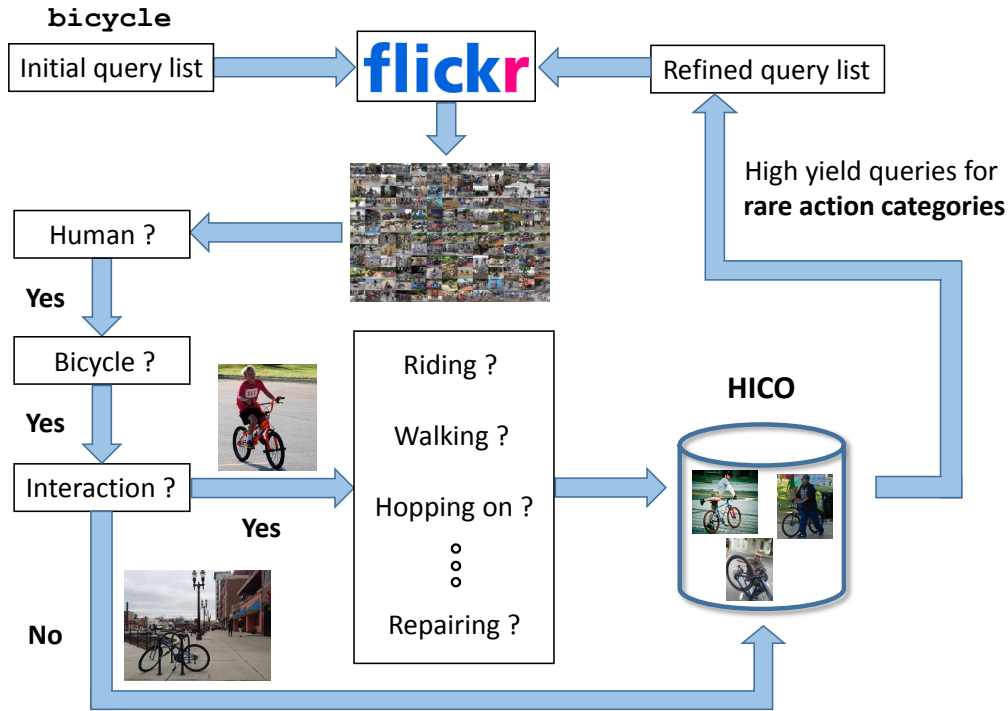 bicycle
Initial query list
flickr
Refined query list
High yield queries for
rare action categories
Human ?
Yes
Bicycle ?
Yes
Interaction ?
Yes
No
Riding ?
Walking ?
Hopping on ?
Repairing ?
HICO